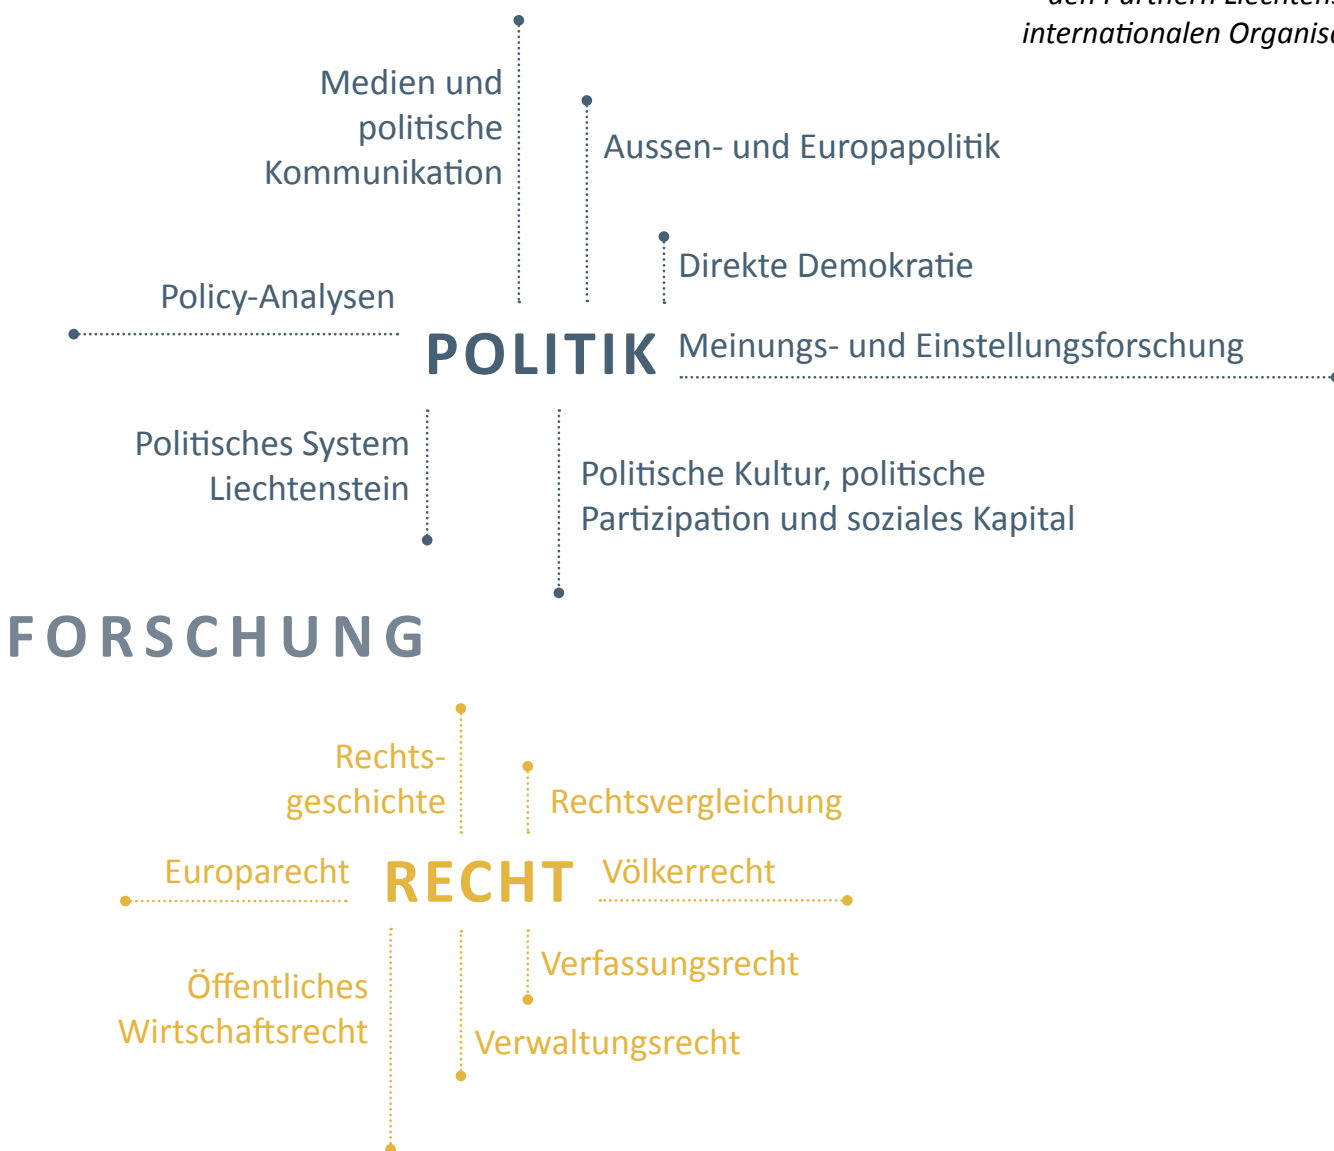 internationalen
Medien und
politische
Kommunikation
Aussen- und Europapolitik
Direkte Demokratie
Policy-Analysen
POLITIK
Meinungs- und Einstellungsforschung
Politisches System
Liechtenstein
Politische Kultur, politische
Partizipation und soziales Kapital
FORSCHUNG
Rechts-
geschichte
Rechtsvergleichung
Europarecht
RECHT
Völkerrecht
Verfassungsrecht
Öffentliches
Wirtschaftsrecht
Verwaltungsrecht